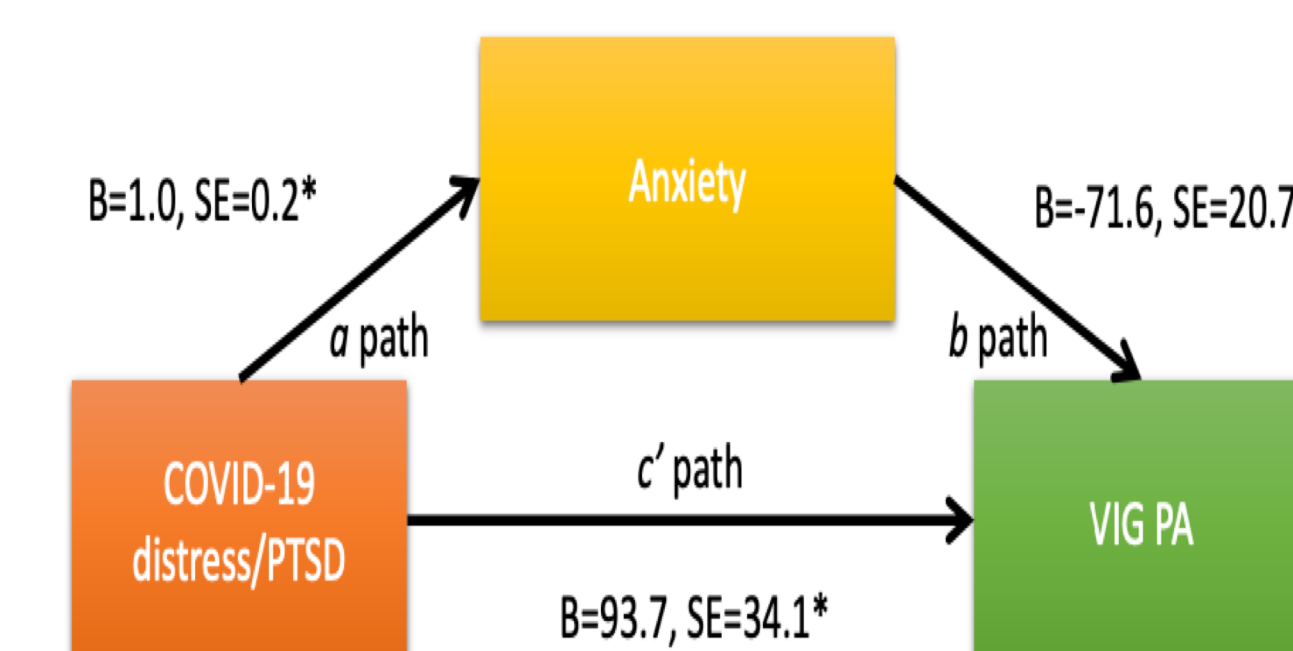 Anxiety
B=1.0, SE=0.2*
B=-71.6, SE=20.7
a path
b path
COVID-19
distress/PTSD
c’ path
VIG PA
B=93.7, SE=34.1*